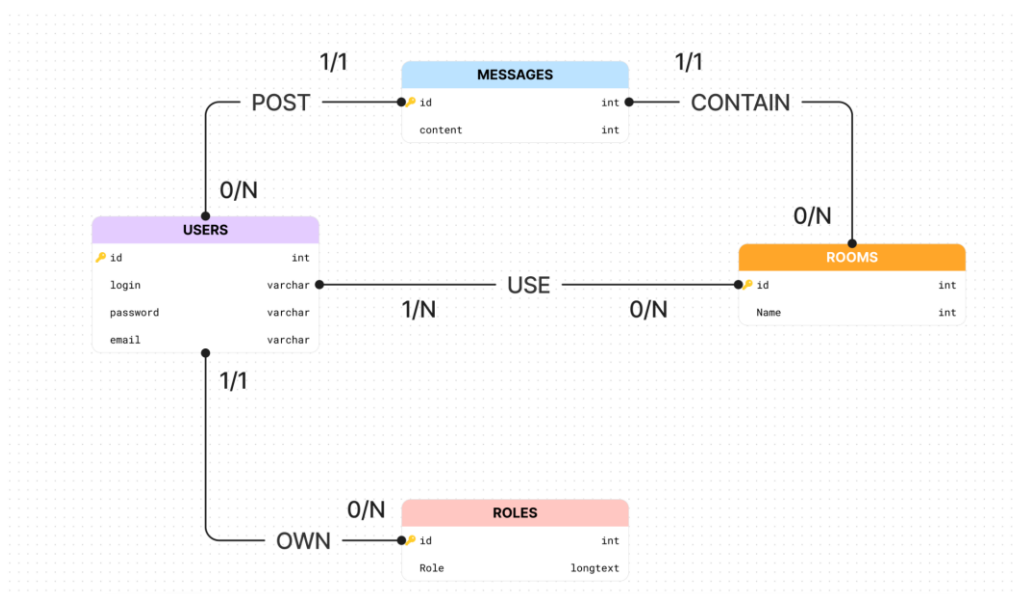 1/1
1/1
MESSAGES
POST
id int
CONTAIN
content int
0/N
0/N
USERS
id int
login varchar
password varchar
email varchar
ROOMS
id int
Name int
USE
1/N
0/N
1/1
0/N
ROLES
OWN
id int
Role longtext